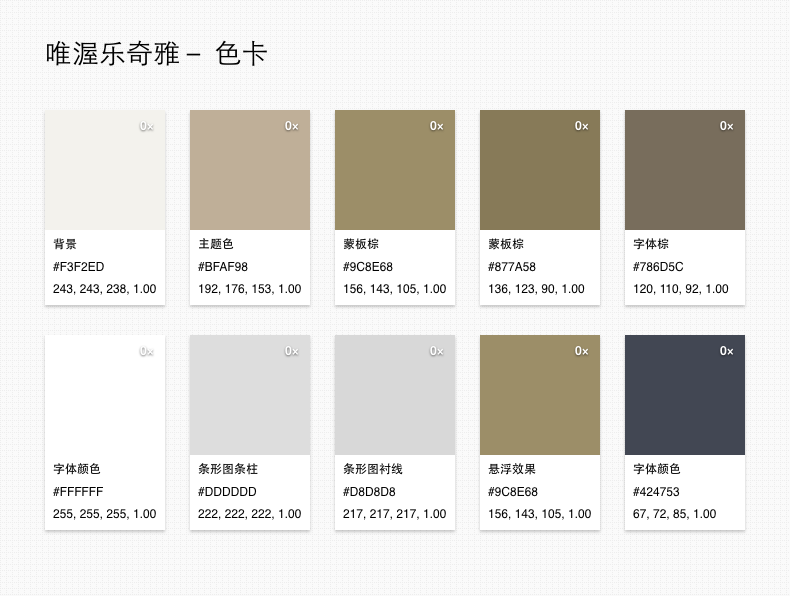 唯渥乐奇雅 – 色卡
0×
背景
#F3F2ED
243, 243, 238, 1.00
0×
主题色
#BFAF98
192, 176, 153, 1.00
0×
蒙板棕
#9C8E68
156, 143, 105, 1.00
0×
蒙板棕
#877A58
136, 123, 90, 1.00
0×
字体棕
#786D5C
120, 110, 92, 1.00
0×
字体颜色
#FFFFFF
255, 255, 255, 1.00
0×
条形图条柱
#DDDDDD
222, 222, 222, 1.00
0×
条形图衬线
#D8D8D8
217, 217, 217, 1.00
0×
悬浮效果
#9C8E68
156, 143, 105, 1.00
0×
字体颜色
#424753
67, 72, 85, 1.00